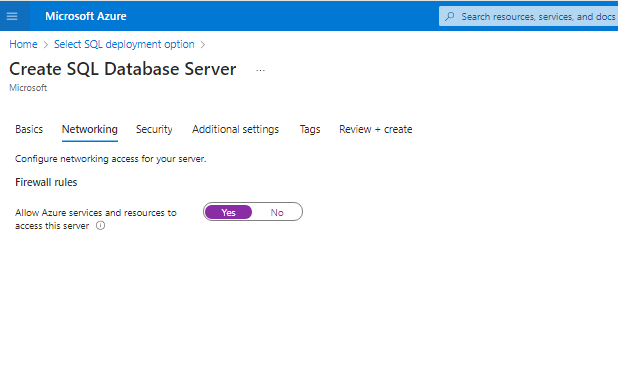 Microsoft Azure
Search resources, services, and docs
Home > Select SQL deployment option >
Create SQL Database Server ...
Microsoft
Basics Networking Security Additional settings Tags Review + create
Configure networking access for your server.
Firewall rules
Allow Azure services and resources to
access this server
Yes No